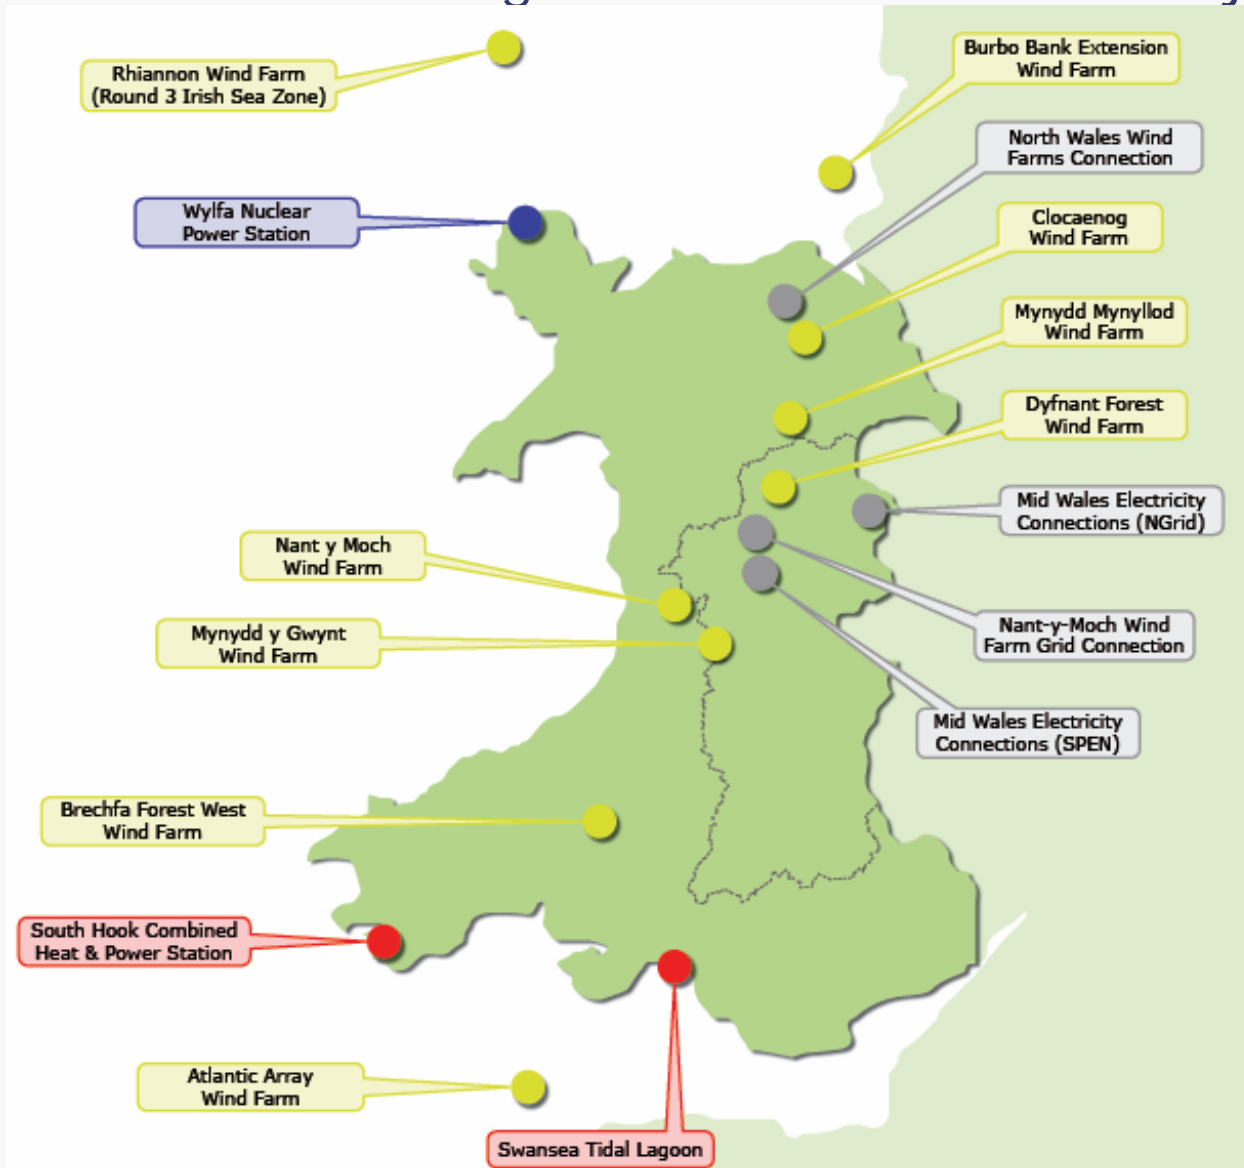 Rhiannon Wind Farm
(Round 3 Irish Sea Zone)
Burbo Bank Extension
Wind Farm
North Wales Wind
Farms Connection
Wylfa Nuclear
Power Station
Clocaenog
Wind Farm
Mynydd Mynyllod
Wind Farm
Dyfnant Forest
Wind Farm
Mid Wales Electricity
Connections (NGrid)
Nant y Moch
Wind Farm
Mynydd y Gwynt
Wind Farm
Nant-y-Moch Wind
Farm Grid Connection
Mid Wales Electricity
Connections (SPEN)
Brechfa Forest West
Wind Farm
South Hook Combined
Heat & Power Station
Atlantic Array
Wind Farm
Swansea Tidal Lagoon